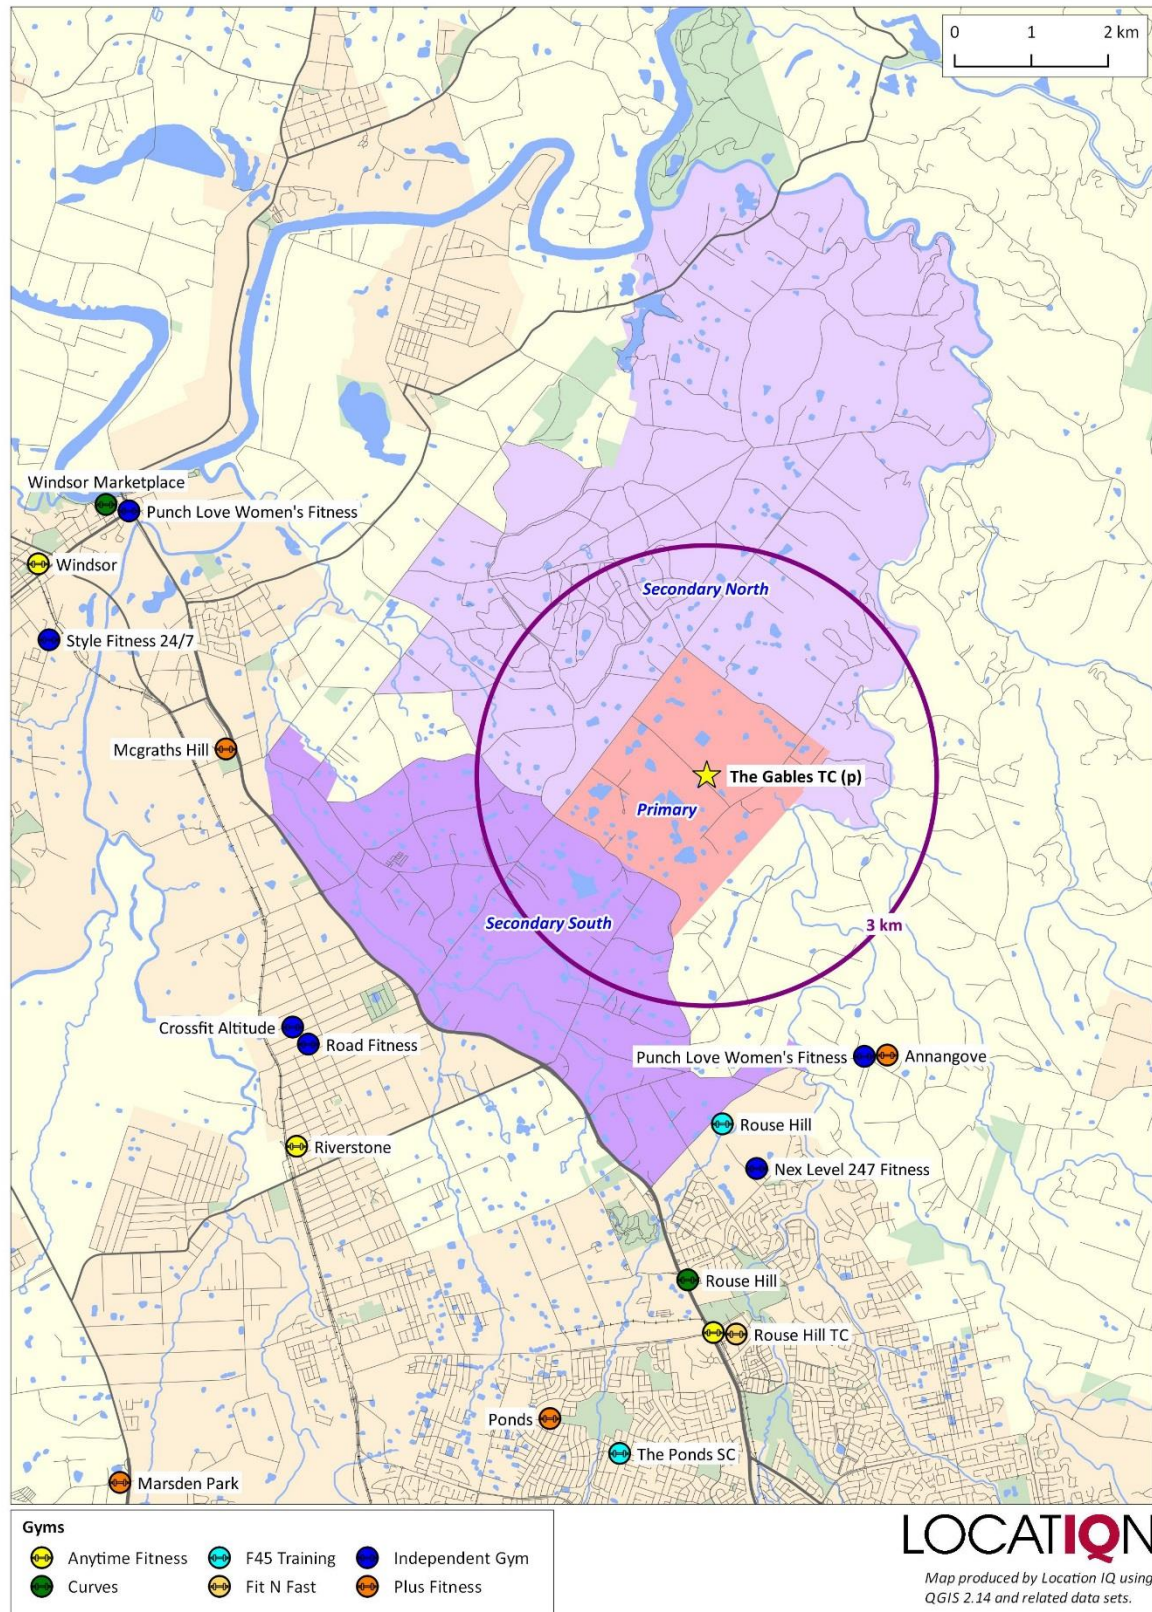 0 1 2 km
Windsor Marketplace
Punch Love Women's Fitness
Windsor
Secondary North
Style Fitness 24/7
Mcgraths Hill
The Gables TC (p)
Primary
Secondary South
3 km
Crossfit Altitude
Road Fitness
Punch Love Women's Fitness
Annangove
Rouse Hill
Riverstone
Nex Level 247 Fitness
Rouse Hill
Rouse Hill TC
Ponds
The Ponds SC
Marsden Park
Gyms
Anytime Fitness
F45 Training
Independent Gym
Curves
Fit N Fast
Plus Fitness
LOCATIQN
Map produced by Location IQ using
QGIS 2.14 and related data sets.